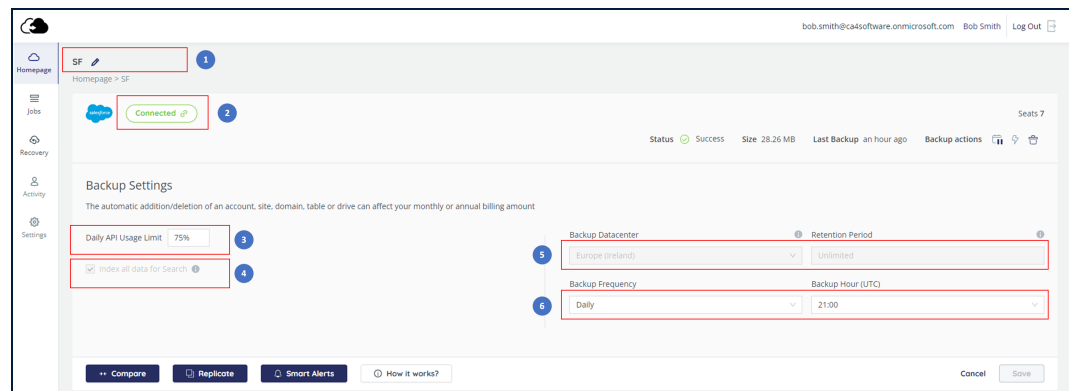 bob.smith@ca4software.onmicrosoft.com Bob Smith Log Out
Homepage
Jobs
Recovery
Activity
Settings
SF 1
Homepage > SF
salesforce Connected 2 Seats 7
Status Success Size 28.26 MB Last Backup an hour ago Backup actions
Backup Settings
The automatic addition/deletion of an account, site, domain, table or drive can affect your monthly or annual billing amount
Daily API Usage Limit 75% 3
Index all data for Search 4
Backup Datacenter Retention Period
5 Europe (Ireland) Unlimited
Backup Frequency Backup Hour (UTC)
6 Daily 21:00
Compare Replicate Smart Alerts How it works? Cancel Save